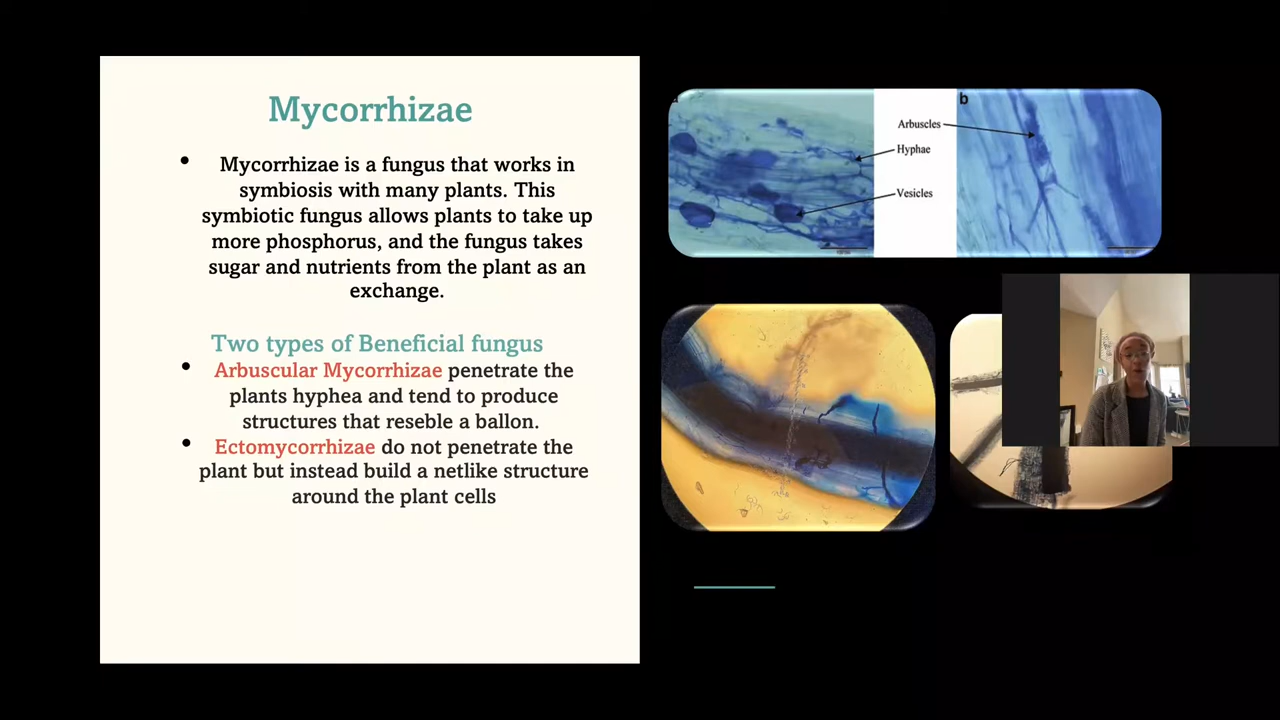 Mycorrhizae
• Mycorrhizae is a fungus that works in
symbiosis with many plants. This
symbiotic fungus allows plants to take up
more phosphorus, and the fungus takes
sugar and nutrients from the plant as an
exchange.
Two types of Beneficial fungus
• Arbuscular Mycorrhizae penetrate the
plants hyphea and tend to produce
structures that reseble a ballon.
• Ectomycorrhizae do not penetrate the
plant but instead build a netlike structure
around the plant cells
a
b
Arbuscles
Hyphae
Vesicles